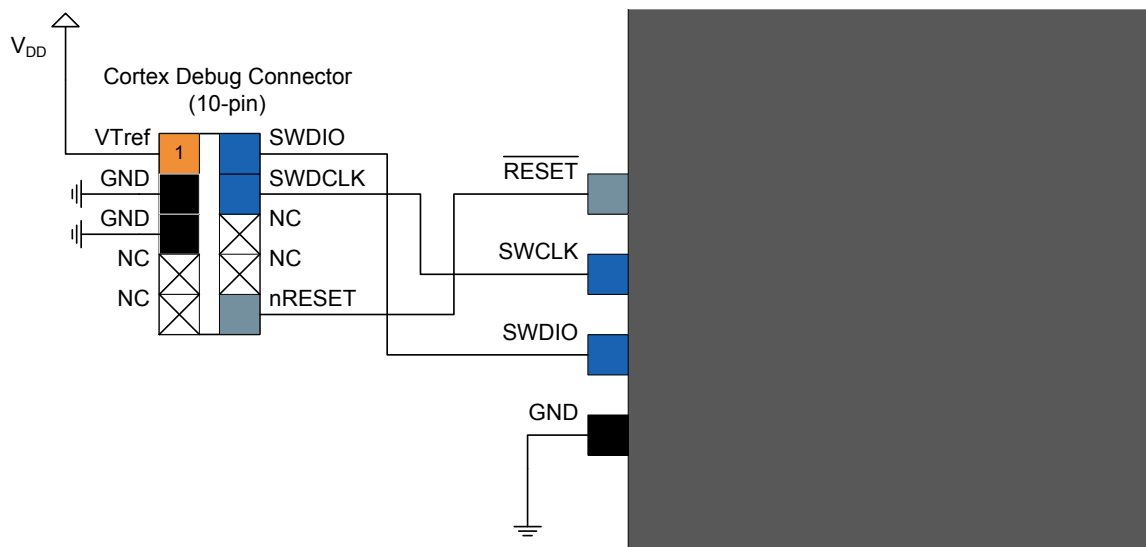 V_DD
Cortex Debug Connector
(10-pin)
VTref 1 SWDIO
GND SWDCLK
GND NC
NC NC
NC nRESET
RESET
SWCLK
SWDIO
GND